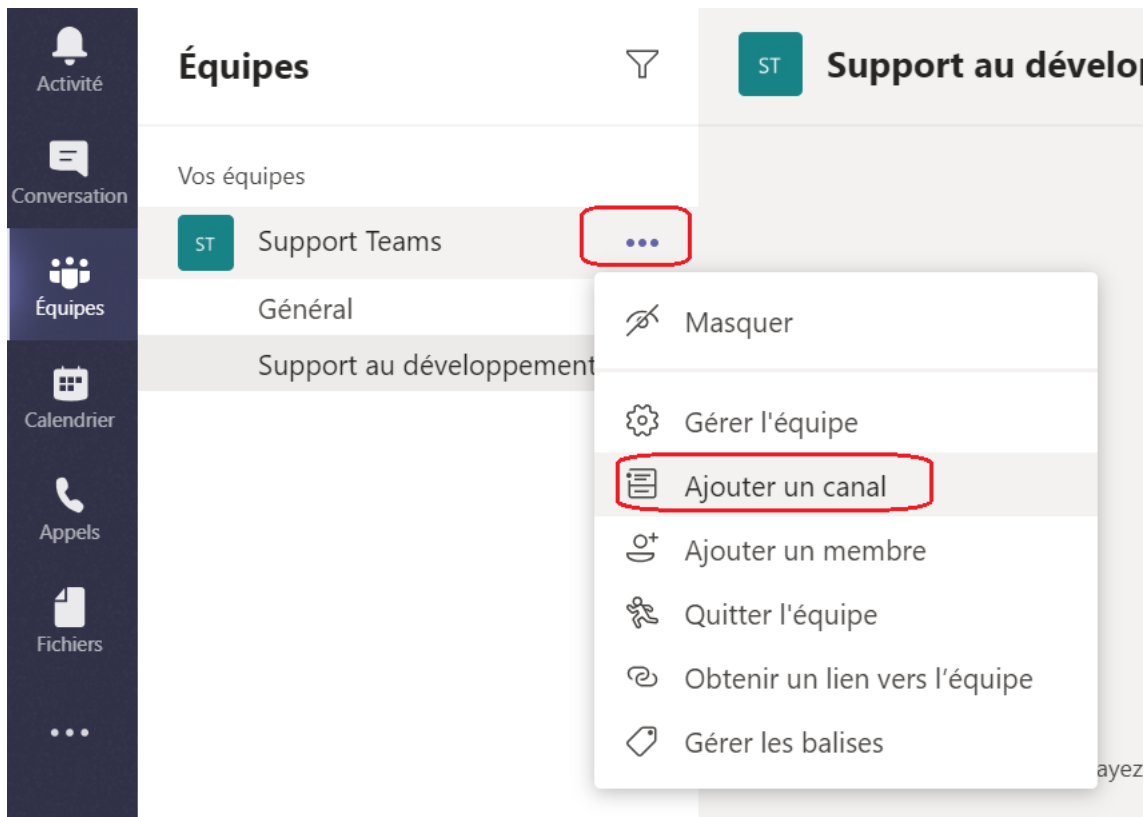 Activité
Conversation
Équipes
Calendrier
Appels
Fichiers
Équipes
Vos équipes
ST Support Teams
Général
Support au développement
Masquer
Gérer l'équipe
Ajouter un canal
Ajouter un membre
Quitter l'équipe
Obtenir un lien vers l’équipe
Gérer les balises
ST Support au dévelop
ayez